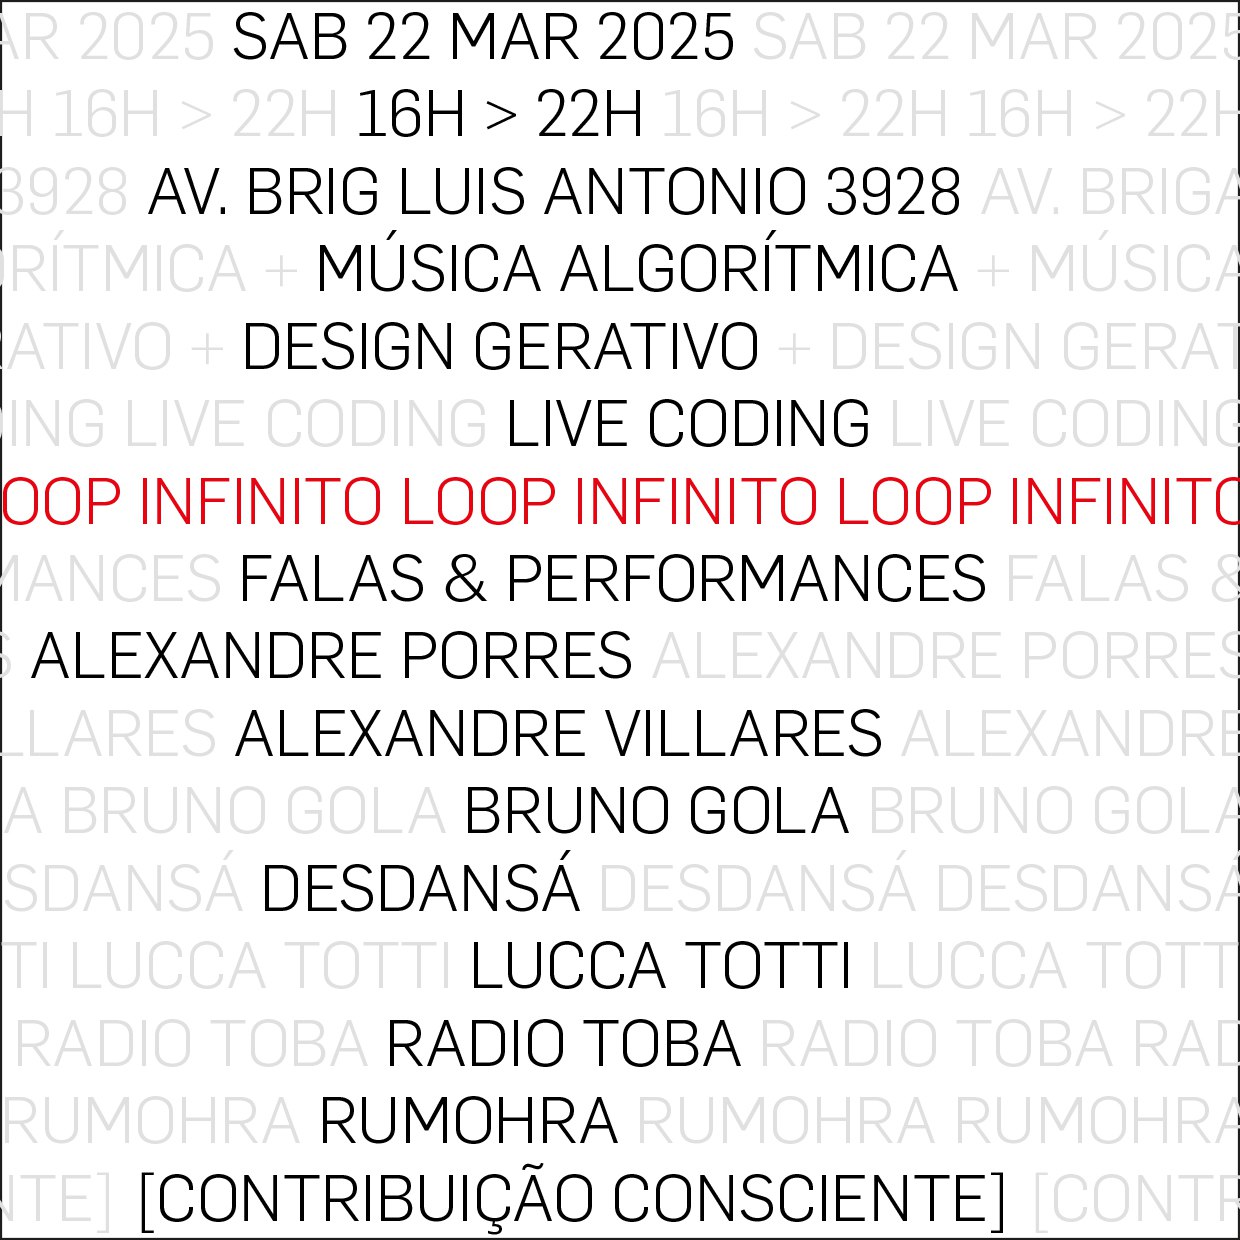 AR 2025 SAB 22 MAR 2025 SAB 22 MAR 2025
H 16H > 22H 16H > 22H 16H > 22H 16H > 22H
3928 AV. BRIG LUIS ANTONIO 3928 AV. BRIGA
ORÍTMICA + MÚSICA ALGORÍTMICA + MÚSICA
ATIVO + DESIGN GERATIVO + DESIGN GERAT
DING LIVE CODING LIVE CODING LIVE CODING
OOP INFINITO LOOP INFINITO LOOP INFINITO
MANCES FALAS & PERFORMANCES FALAS &
S ALEXANDRE PORRES ALEXANDRE PORRES
LLARES ALEXANDRE VILLARES ALEXANDRE
A BRUNO GOLA BRUNO GOLA BRUNO GOLA
SDANSÁ DESDANSÁ DESDANSÁ DESDANSÁ
TI LUCCA TOTTI LUCCA TOTTI LUCCA TOTT
RADIO TOBA RADIO TOBA RADIO TOBA RAD
RUMOHRA RUMOHRA RUMOHRA RUMOHRA
NTE] [CONTRIBUIÇÃO CONSCIENTE] [CONTR